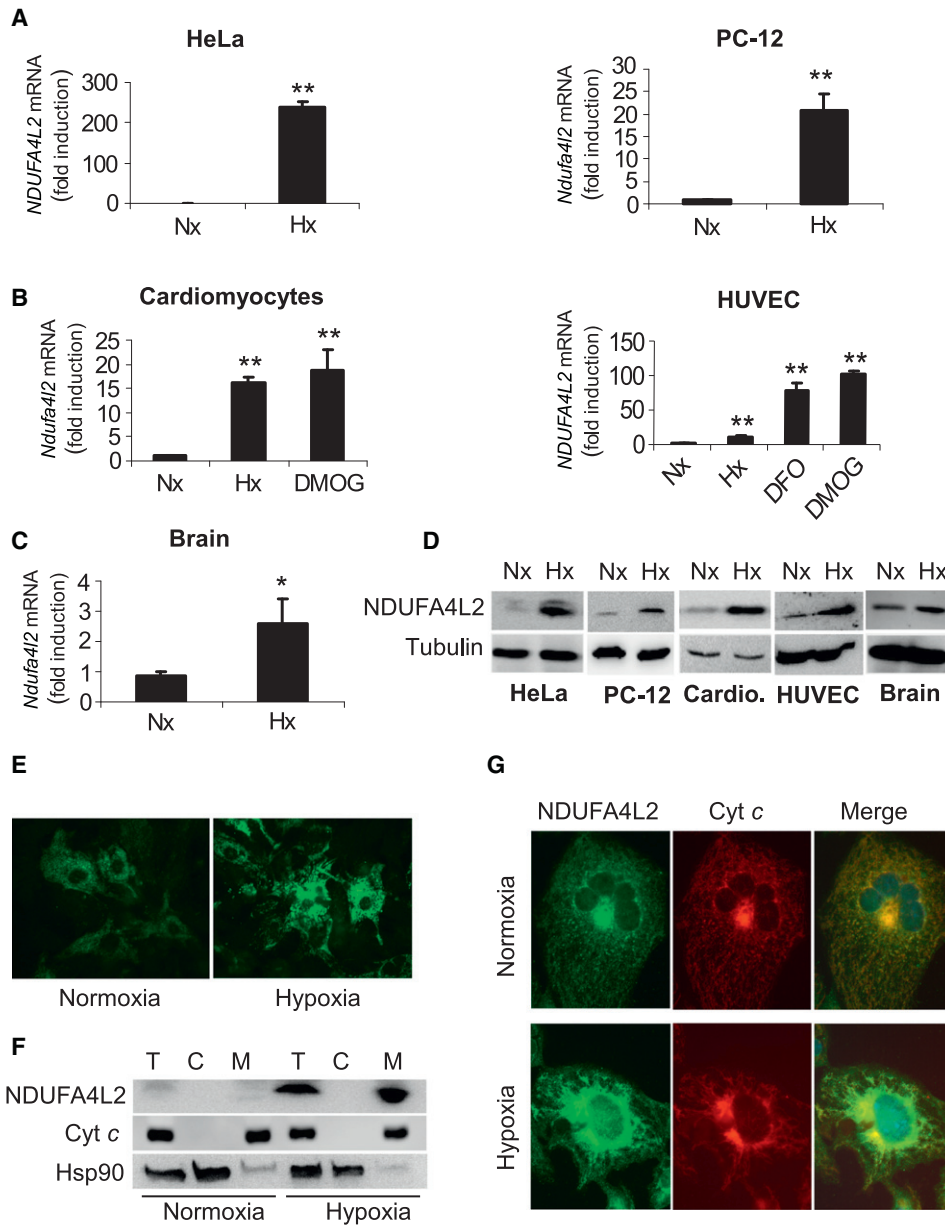 A
HeLa
NDUFA4L2 mRNA
(fold induction)
300
200
100
0
**
Nx
Hx
PC-12
Ndufa4l2 mRNA
(fold induction)
30
25
20
15
10
5
0
**
Nx
Hx
B
Cardiomyocytes
Ndufa4l2 mRNA
(fold induction)
25
20
15
10
5
0
**
**
Nx
Hx
DMOG
HUVEC
NDUFA4L2 mRNA
(fold induction)
150
100
50
0
**
**
**
Nx
Hx
DFO
DMOG
C
Brain
Ndufa4l2 mRNA
(fold induction)
4
3
2
1
0
*
Nx
Hx
D
Nx Hx Nx Hx Nx Hx Nx Hx Nx Hx
NDUFA4L2
Tubulin
HeLa PC-12 Cardio. HUVEC Brain
E
Normoxia
Hypoxia
F
T C M T C M
NDUFA4L2
Cyt c
Hsp90
Normoxia
Hypoxia
G
NDUFA4L2 Cyt c Merge
Normoxia
Hypoxia